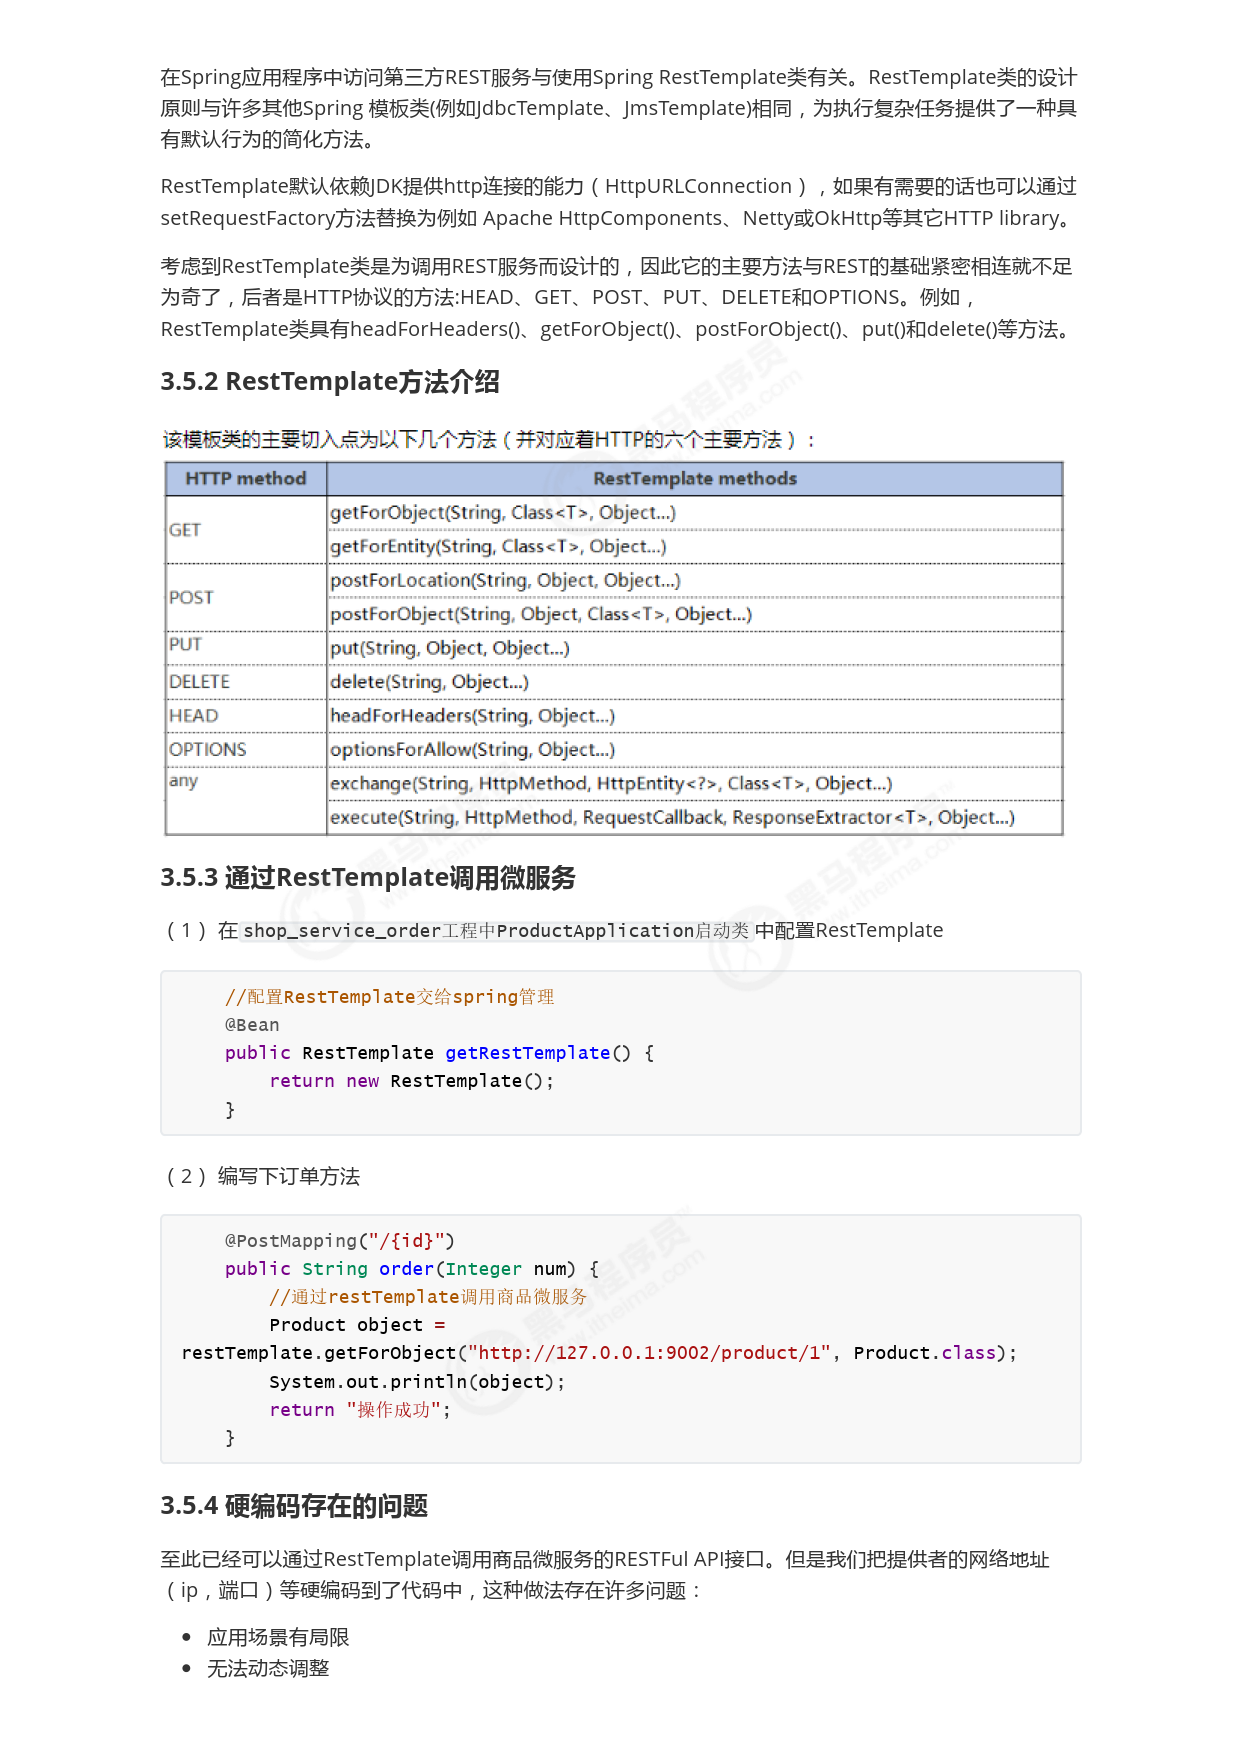 在Spring应用程序中访问第三方REST服务与使用Spring RestTemplate类有关。RestTemplate类的设计
原则与许多其他Spring 模板类(例如JdbcTemplate、JmsTemplate)相同，为执行复杂任务提供了一种具
有默认行为的简化方法。
RestTemplate默认依赖JDK提供http连接的能力（HttpURLConnection），如果有需要的话也可以通过
setRequestFactory方法替换为例如 Apache HttpComponents、Netty或OkHttp等其它HTTP library。
考虑到RestTemplate类是为调用REST服务而设计的，因此它的主要方法与REST的基础紧密相连就不足
为奇了，后者是HTTP协议的方法:HEAD、GET、POST、PUT、DELETE和OPTIONS。例如，
RestTemplate类具有headForHeaders()、getForObject()、postForObject()、put()和delete()等方法。
3.5.2 RestTemplate方法介绍
该模板类的主要切入点为以下几个方法（并对应着HTTP的六个主要方法）：
HTTP method RestTemplate methods
GET
getForObject(String, Class<T>, Object...)
getForEntity(String, Class<T>, Object...)
POST
postForLocation(String, Object, Object...)
postForObject(String, Object, Class<T>, Object...)
PUT put(String, Object, Object...)
DELETE delete(String, Object...)
HEAD headForHeaders(String, Object...)
OPTIONS optionsForAllow(String, Object...)
any exchange(String, HttpMethod, HttpEntity<?>, Class<T>, Object...)
execute(String, HttpMethod, RequestCallback, ResponseExtractor<T>, Object...)
3.5.3 通过RestTemplate调用微服务
（1）在shop_service_order工程中ProductApplication启动类 中配置RestTemplate
//配置RestTemplate交给spring管理
@Bean
public RestTemplate getRestTemplate() {
return new RestTemplate();
}
（2）编写下订单方法
@PostMapping("/{id}")
public String order(Integer num) {
//通过restTemplate调用商品微服务
Product object =
restTemplate.getForObject("http://127.0.0.1:9002/product/1", Product.class);
System.out.println(object);
return "操作成功";
}
3.5.4 硬编码存在的问题
至此已经可以通过RestTemplate调用商品微服务的RESTFul API接口。但是我们把提供者的网络地址
（ip，端口）等硬编码到了代码中，这种做法存在许多问题：
• 应用场景有局限
• 无法动态调整
黑马程序员
www.itheima.com